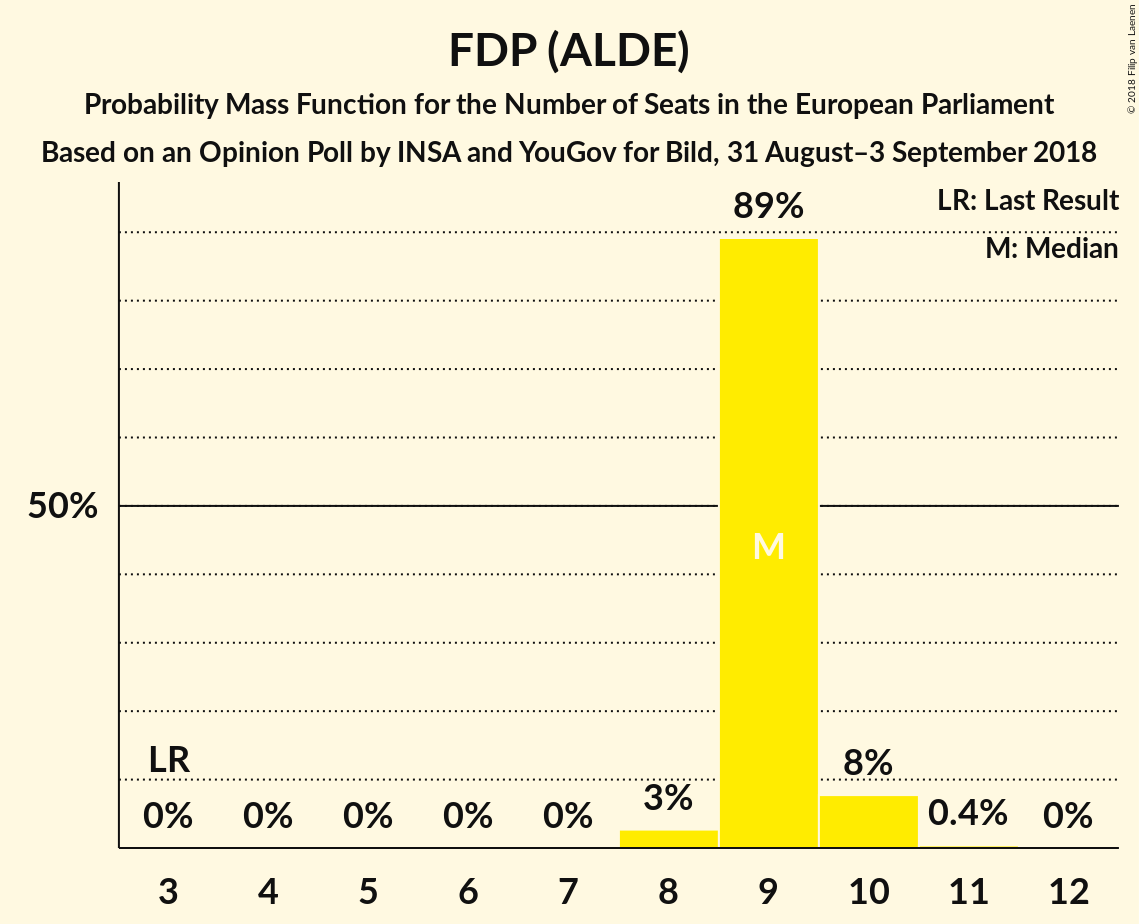 FDP (ALDE)
Probability Mass Function for the Number of Seats in the European Parliament
Based on an Opinion Poll by INSA and YouGov for Bild, 31 August–3 September 2018
© 2018 Filip van Laenen
LR: Last Result
M: Median
89%
50%
M
LR
0%
0%
0%
0%
0%
3%
8%
0.4%
0%
3
4
5
6
7
8
9
10
11
12